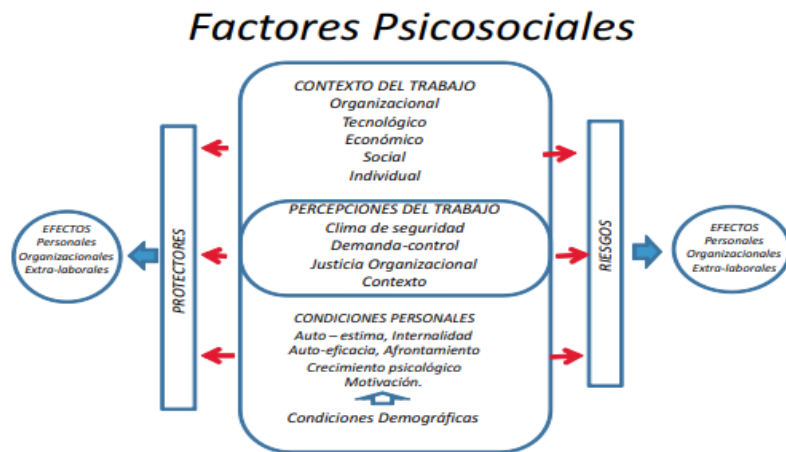 Factores Psicosociales
CONTEXTO DEL TRABAJO
Organizacional
Tecnológico
Económico
Social
Individual
PERCEPCIONES DEL TRABAJO
Clima de seguridad
Demanda-control
Justicia Organizacional
Contexto
CONDICIONES PERSONALES
Auto – estima, Internalidad
Auto-eficacia, Afrontamiento
Crecimiento psicológico
Motivación.
Condiciones Demográficas
PROTECTORES
EFECTOS
Personales
Organizacionales
Extra-laborales
RIESGOS
EFECTOS
Personales
Organizacionales
Extra-laborales